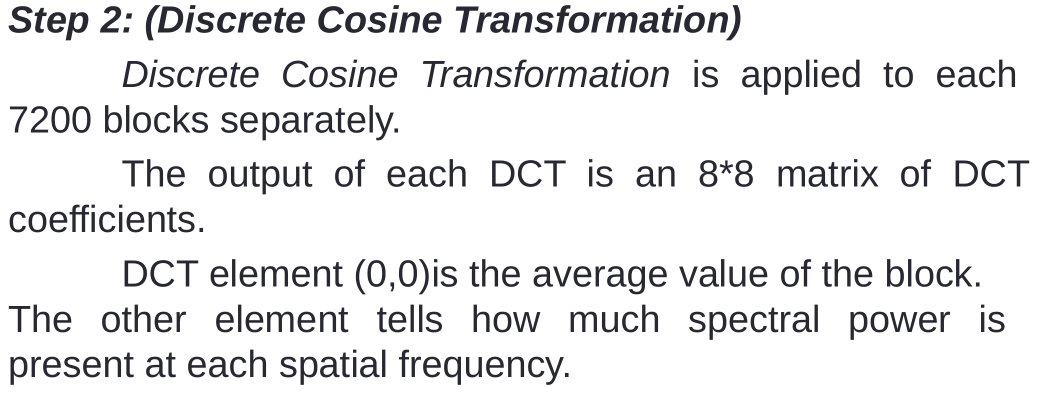 Step 2: (Discrete Cosine Transformation)
Discrete Cosine Transformation is applied to each
7200 blocks separately.
The output of each DCT is an 8*8 matrix of DCT
coefficients.
DCT element (0,0)is the average value of the block.
The other element tells how much spectral power is
present at each spatial frequency.